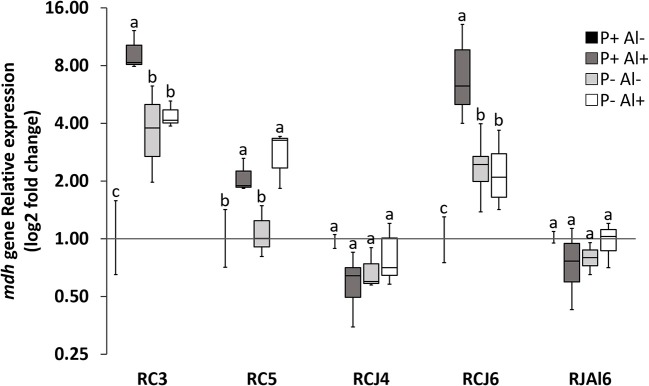 mdh gene Relative expression
(log2 fold change)
16.00
8.00
4.00
2.00
1.00
0.50
0.25
P+ Al-
P+ Al+
P- Al-
P- Al+
c
a
b
b
b
a
b
a
a
a
a
a
c
a
b
b
a
a
a
a
RC3
RC5
RCJ4
RCJ6
RJAl6